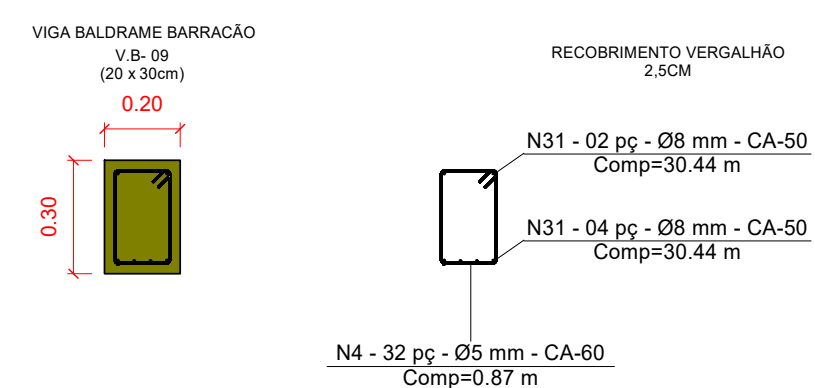 VIGA BALDRAME BARRACÃO
V.B- 09
(20 x 30cm)
0.20
0.30
RECOBRIMENTO VERGALHÃO
2,5CM
N31 - 02 pç - Ø8 mm - CA-50
Comp=30.44 m
N31 - 04 pç - Ø8 mm - CA-50
Comp=30.44 m
N4 - 32 pç - Ø5 mm - CA-60
Comp=0.87 m